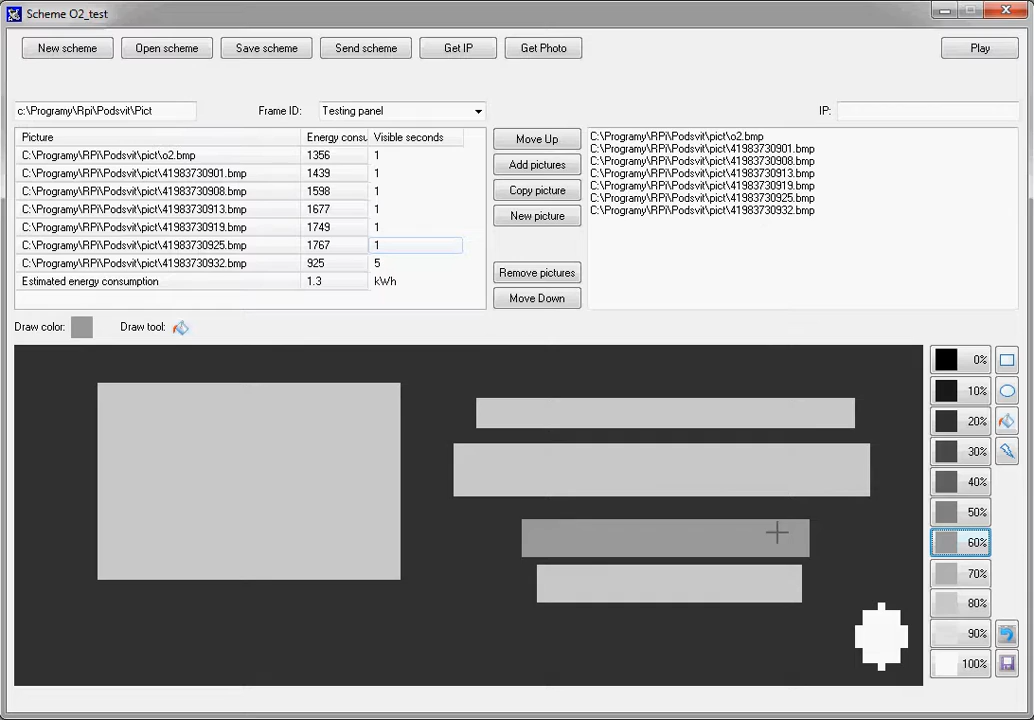 Scheme O2_test
New scheme Open scheme Save scheme Send scheme Get IP Get Photo Play
c:\Programy\Rpi\Podsvit\Pict Frame ID: Testing panel IP:
Picture Energy consu Visible seconds
C:\Programy\RPi\Podsvit\pict\o2.bmp 1356 1
C:\Programy\RPi\Podsvit\pict\41983730901.bmp 1439 1
C:\Programy\RPi\Podsvit\pict\41983730908.bmp 1598 1
C:\Programy\RPi\Podsvit\pict\41983730913.bmp 1677 1
C:\Programy\RPi\Podsvit\pict\41983730919.bmp 1749 1
C:\Programy\RPi\Podsvit\pict\41983730925.bmp 1767 1
C:\Programy\RPi\Podsvit\pict\41983730932.bmp 925 5
Estimated energy consumption 1.3 kWh
Move Up
Add pictures
Copy picture
New picture
Remove pictures
Move Down
C:\Programy\RPi\Podsvit\pict\o2.bmp
C:\Programy\RPi\Podsvit\pict\41983730901.bmp
C:\Programy\RPi\Podsvit\pict\41983730908.bmp
C:\Programy\RPi\Podsvit\pict\41983730913.bmp
C:\Programy\RPi\Podsvit\pict\41983730919.bmp
C:\Programy\RPi\Podsvit\pict\41983730925.bmp
C:\Programy\RPi\Podsvit\pict\41983730932.bmp
Draw color: Draw tool:
0%
10%
20%
30%
40%
50%
60%
70%
80%
90%
100%